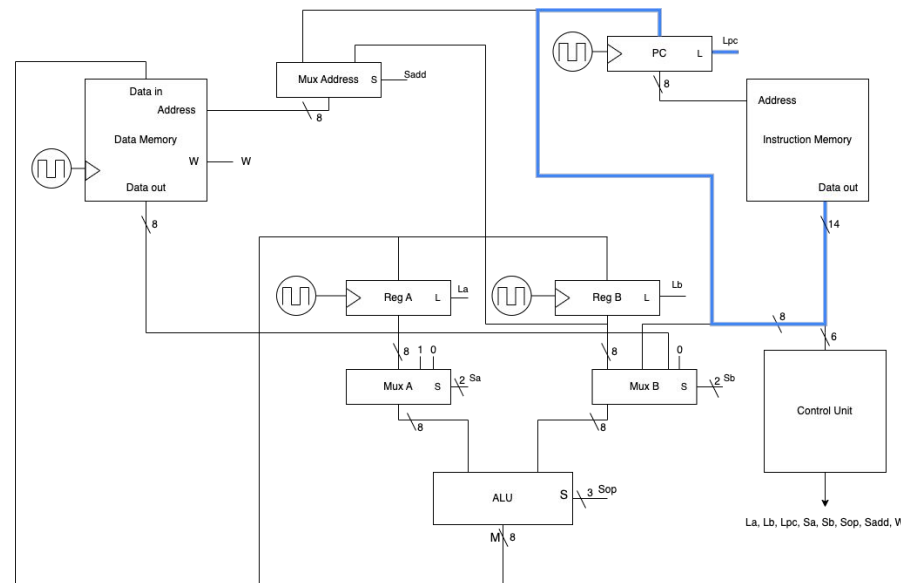 Lpc
PC
L
8
Mux Address
S
Sadd
8
Data in
Address
Data Memory
W
W
Data out
8
Address
Instruction Memory
Data out
14
La
Reg A
L
Lb
Reg B
L
8
6
8
1
0
8
0
Mux A
S
2
Sa
Mux B
S
2
Sb
Control Unit
8
8
ALU
S
3
Sop
M
8
La, Lb, Lpc, Sa, Sb, Sop, Sadd, W